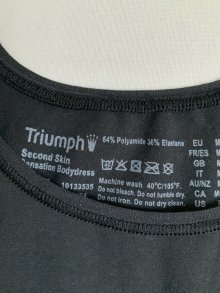 Triumph
64% Polyamide 36% Elastane
Second Skin
Sensation Bodydress
10133535
Machine wash 40°C/105°F.
Do not bleach. Do not tumble dry.
Do not iron. Do not dry clean.
EU
FR/ES
GB
IT
AU/NZ
CA
US